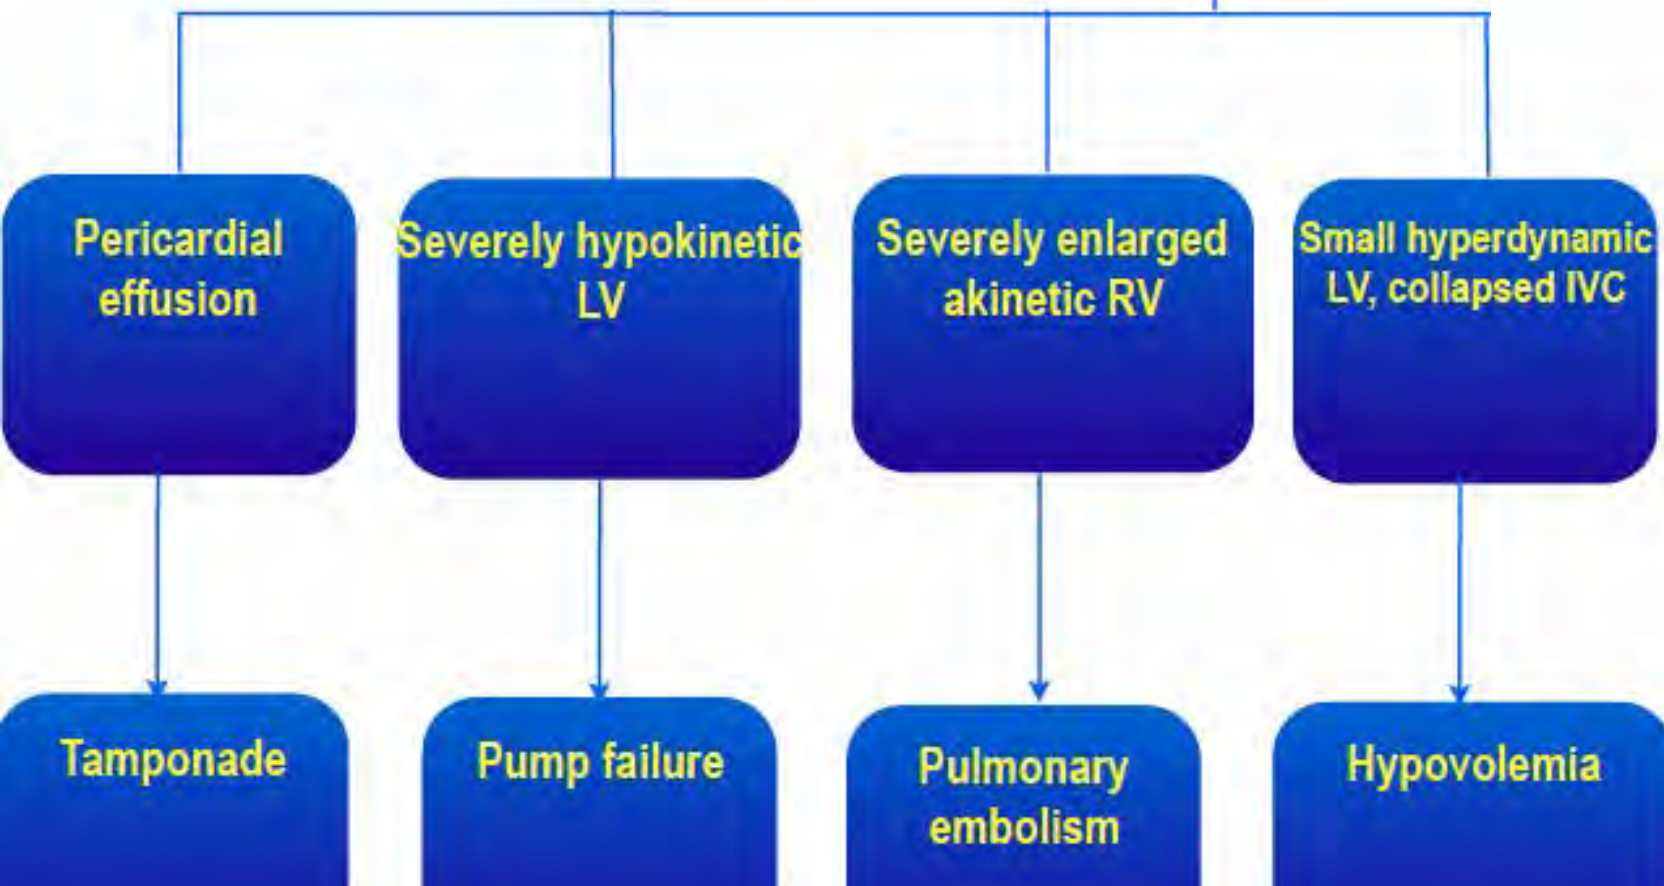 Pericardial
effusion
Severely hypokinetic
LV
Severely enlarged
akinetic RV
Small hyperdynamic
LV, collapsed IVC
Tamponade
Pump failure
Pulmonary
embolism
Hypovolemia